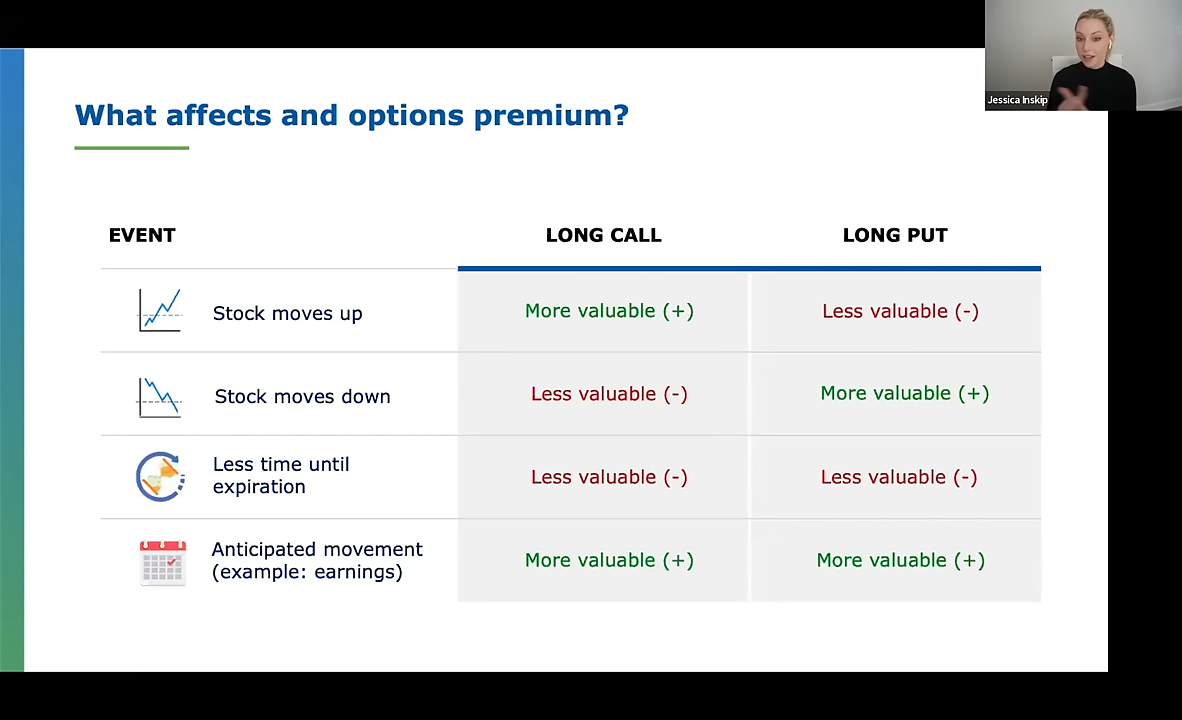 Jessica Inskip
What affects and options premium?
EVENT LONG CALL LONG PUT
Stock moves up More valuable (+) Less valuable (-)
Stock moves down Less valuable (-) More valuable (+)
Less time until
expiration Less valuable (-) Less valuable (-)
Anticipated movement
(example: earnings) More valuable (+) More valuable (+)